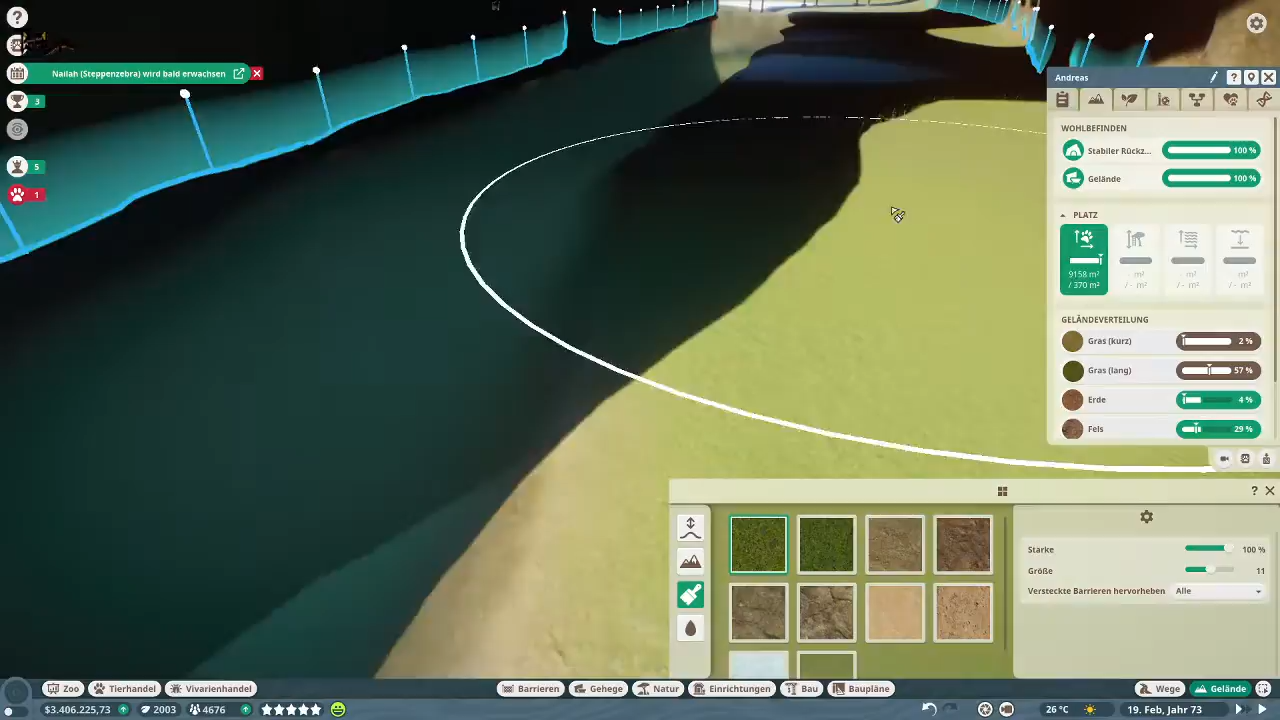 ?
Nailah (Steppenzebra) wird bald erwachsen
3
5
1
Andreas
?
WOHLBEFINDEN
Stabiler Rückz...
100 %
Gelände
100 %
PLATZ
9158 m²
/ 370 m²
- m²
/ - m²
- m²
/ - m²
- m²
/ - m²
GELÄNDEVERTEILUNG
Gras (kurz)
2 %
Gras (lang)
57 %
Erde
4 %
Fels
29 %
?
Stärke
100 %
Größe
11
Versteckte Barrieren hervorheben
Alle
Zoo
Tierhandel
Vivarienhandel
Barrieren
Gehege
Natur
Einrichtungen
Bau
Baupläne
Wege
Gelände
$3.406.225,73
2003
4676
26 °C
19. Feb, Jahr 73